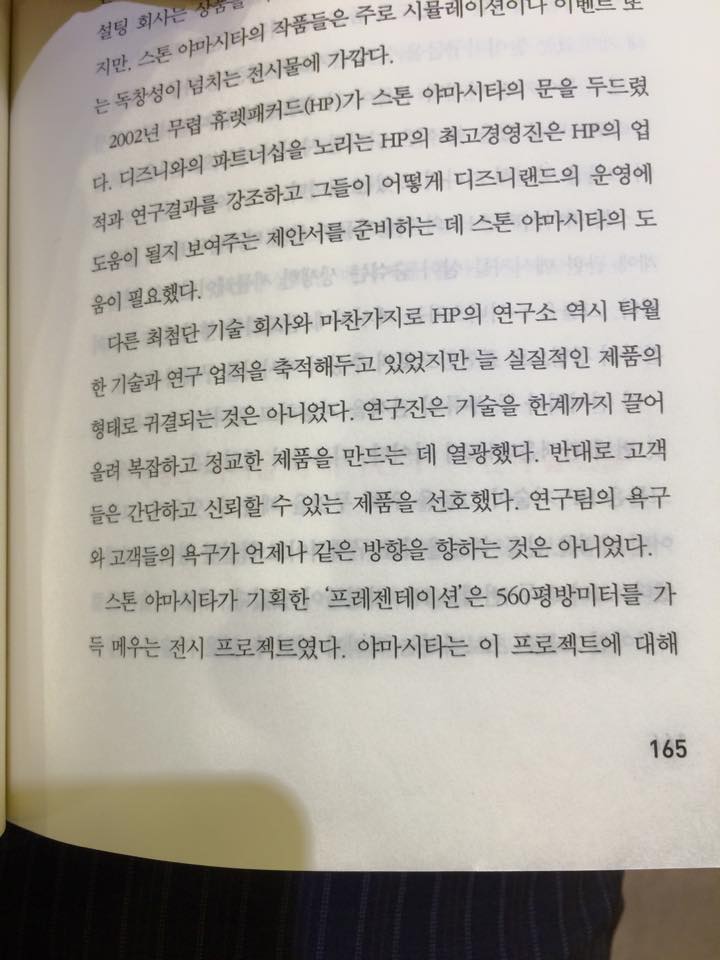 설팅 회사는 상품을
지만, 스톤 야마시타의 작품들은 주로 시뮬레이션이나 이벤트 또
는 독창성이 넘치는 전시물에 가깝다.
2002년 무렵 휴렛패커드(HP)가 스톤 야마시타의 문을 두드렸
다. 디즈니와의 파트너십을 노리는 HP의 최고경영진은 HP의 업
적과 연구결과를 강조하고 그들이 어떻게 디즈니랜드의 운영에
도움이 될지 보여주는 제안서를 준비하는 데 스톤 야마시타의 도
움이 필요했다.
다른 최첨단 기술 회사와 마찬가지로 HP의 연구소 역시 탁월
한 기술과 연구 업적을 축적해두고 있었지만 늘 실질적인 제품의
형태로 귀결되는 것은 아니었다. 연구진은 기술을 한계까지 끌어
올려 복잡하고 정교한 제품을 만드는 데 열광했다. 반대로 고객
들은 간단하고 신뢰할 수 있는 제품을 선호했다. 연구팀의 욕구
와 고객들의 욕구가 언제나 같은 방향을 향하는 것은 아니었다.
스톤 야마시타가 기획한 ‘프레젠테이션’은 560평방미터를 가
득 메우는 전시 프로젝트였다. 야마시타는 이 프로젝트에 대해
165